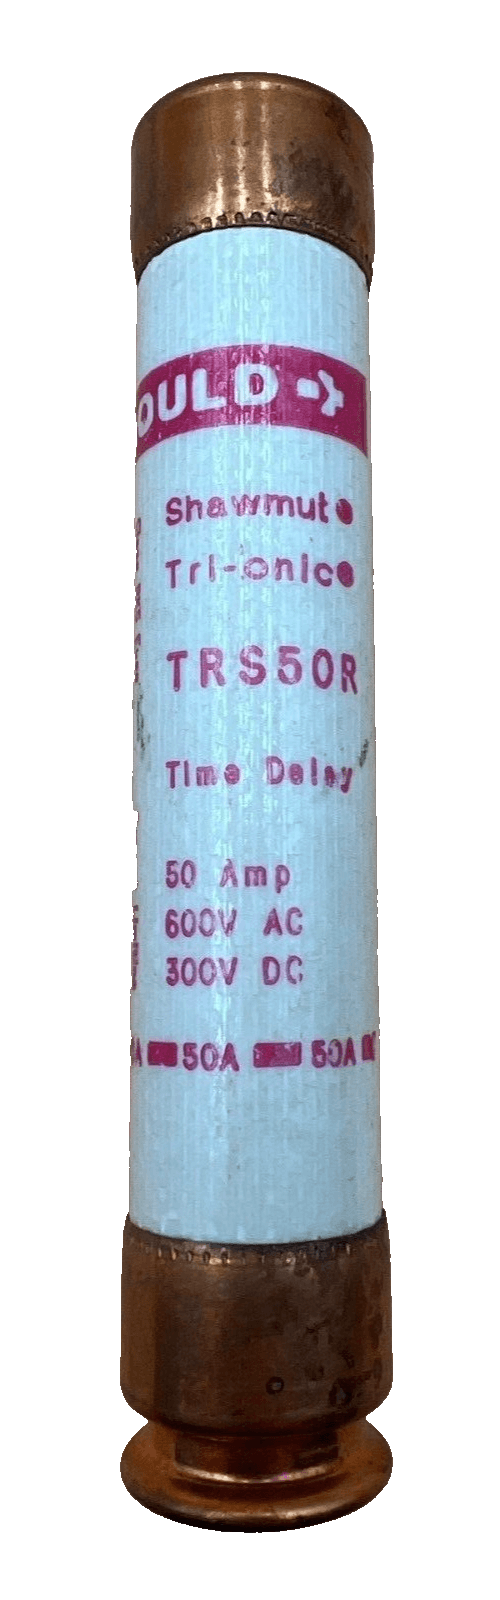 OULD
Shawmut®
Tri-onic®
TRS50R
Time Delay
50 Amp
600V AC
300V DC
A 50A 50A